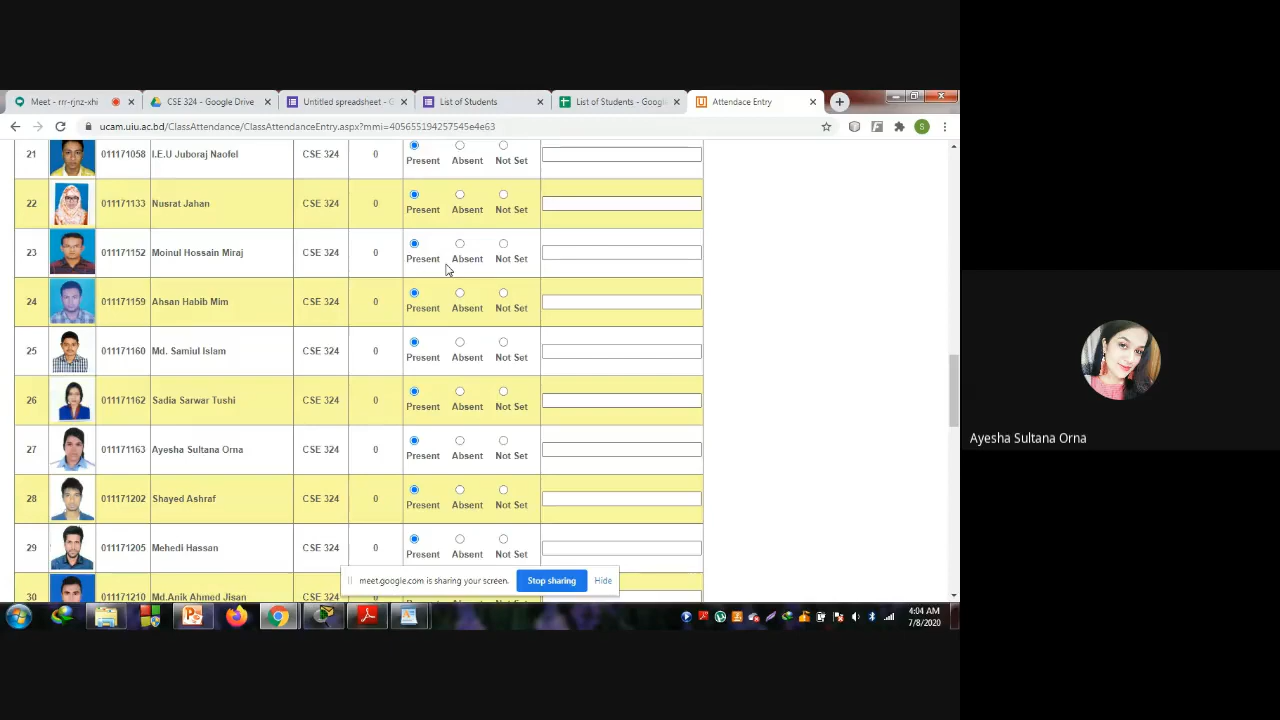 Meet - rrr-rjnz-xhi
CSE 324 - Google Drive
Untitled spreadsheet - G
List of Students
List of Students - Googl
Attendace Entry
ucam.uiu.ac.bd/ClassAttendance/ClassAttendanceEntry.aspx?mmi=405655194257545e4e63
S
21 011171058 I.E.U Juboraj Naofel CSE 324 0 Present Absent Not Set
22 011171133 Nusrat Jahan CSE 324 0 Present Absent Not Set
23 011171152 Moinul Hossain Miraj CSE 324 0 Present Absent Not Set
24 011171159 Ahsan Habib Mim CSE 324 0 Present Absent Not Set
25 011171160 Md. Samiul Islam CSE 324 0 Present Absent Not Set
26 011171162 Sadia Sarwar Tushi CSE 324 0 Present Absent Not Set
27 011171163 Ayesha Sultana Orna CSE 324 0 Present Absent Not Set
28 011171202 Shayed Ashraf CSE 324 0 Present Absent Not Set
29 011171205 Mehedi Hassan CSE 324 0 Present Absent Not Set
30 011171210 Md.Anik Ahmed Jisan CSE 324 0
meet.google.com is sharing your screen. Stop sharing Hide
4:04 AM
7/8/2020
Ayesha Sultana Orna